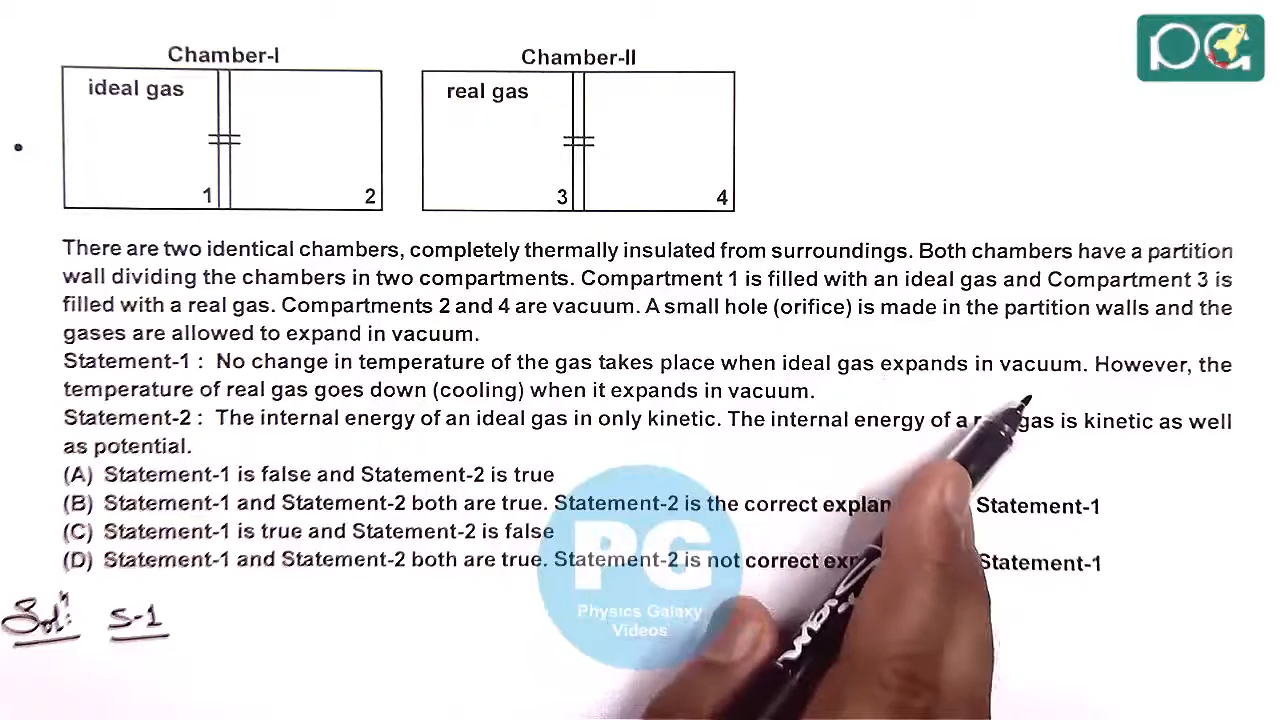 Chamber-I
Chamber-II
PG
ideal gas
real gas
1
2
3
4
There are two identical chambers, completely thermally insulated from surroundings. Both chambers have a partition
wall dividing the chambers in two compartments. Compartment 1 is filled with an ideal gas and Compartment 3 is
filled with a real gas. Compartments 2 and 4 are vacuum. A small hole (orifice) is made in the partition walls and the
gases are allowed to expand in vacuum.
Statement-1 : No change in temperature of the gas takes place when ideal gas expands in vacuum. However, the
temperature of real gas goes down (cooling) when it expands in vacuum.
Statement-2 : The internal energy of an ideal gas in only kinetic. The internal energy of a gas is kinetic as well
as potential.
(A) Statement-1 is false and Statement-2 is true
(B) Statement-1 and Statement-2 both are true. Statement-2 is the correct explan Statement-1
(C) Statement-1 is true and Statement-2 is false
(D) Statement-1 and Statement-2 both are true. Statement-2 is not correct exp Statement-1
PG
Physics Galaxy
Videos
Solⁿ: S-1